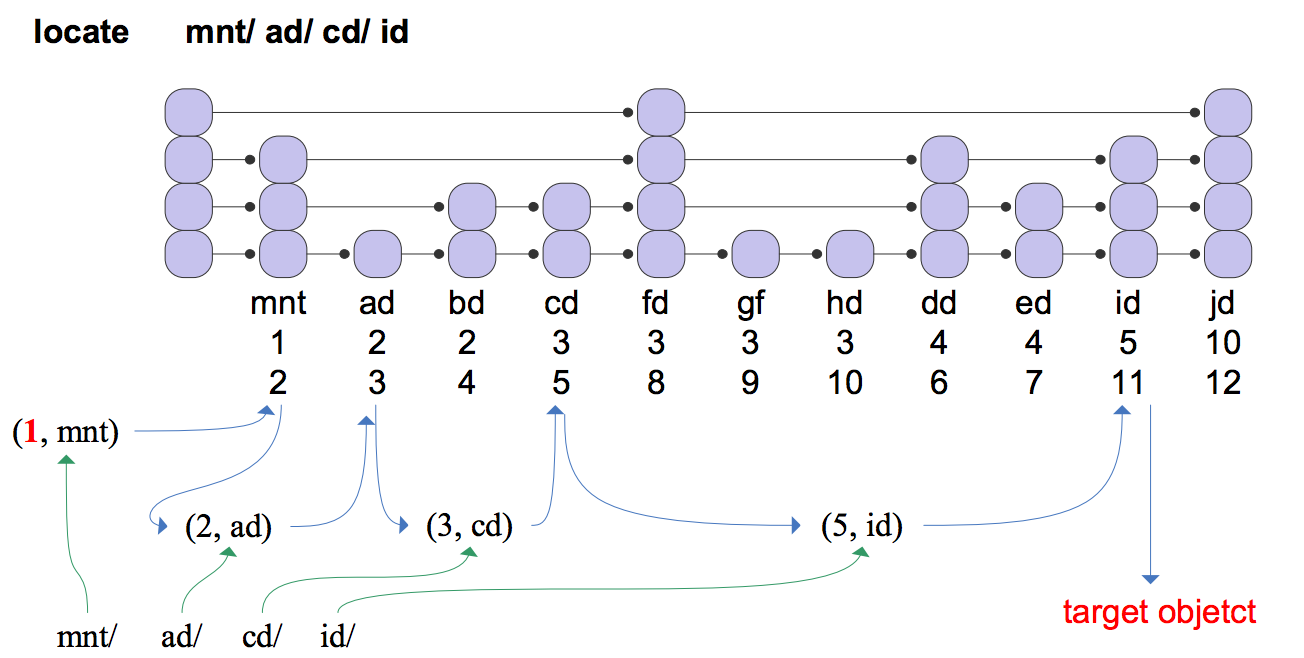 locate mnt/ ad/ cd/ id
mnt ad bd cd fd gf hd dd ed id jd
1 2 2 3 3 3 3 4 4 5 10
2 3 4 5 8 9 10 6 7 11 12
(1, mnt)
(2, ad) (3, cd) (5, id)
target objetct
mnt/ ad/ cd/ id/